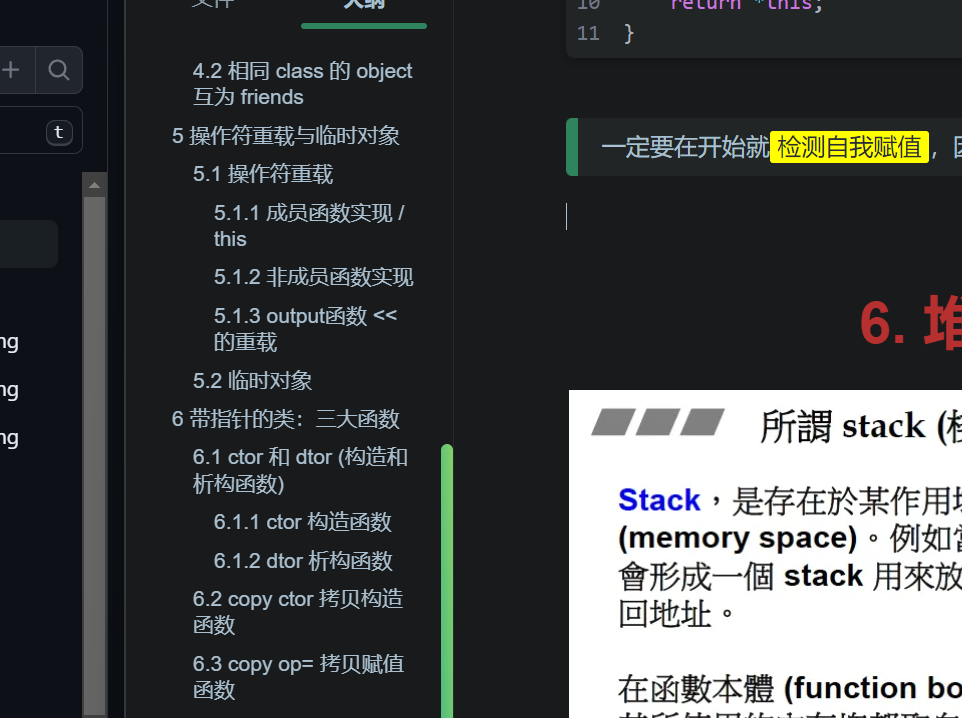 文件
大纲
t
ng
ng
ng
4.2 相同 class 的 object
互为 friends
5 操作符重载与临时对象
5.1 操作符重载
5.1.1 成员函数实现 /
this
5.1.2 非成员函数实现
5.1.3 output函数 <<
的重载
5.2 临时对象
6 带指针的类：三大函数
6.1 ctor 和 dtor (构造和
析构函数)
6.1.1 ctor 构造函数
6.1.2 dtor 析构函数
6.2 copy ctor 拷贝构造
函数
6.3 copy op= 拷贝赋值
函数
10 return *this;
11 }
一定要在开始就检测自我赋值，
6. 堆
所謂 stack (
Stack，是存在於某作用
(memory space)。例如
會形成一個 stack 用來放
回地址。
在函數本體 (function bo